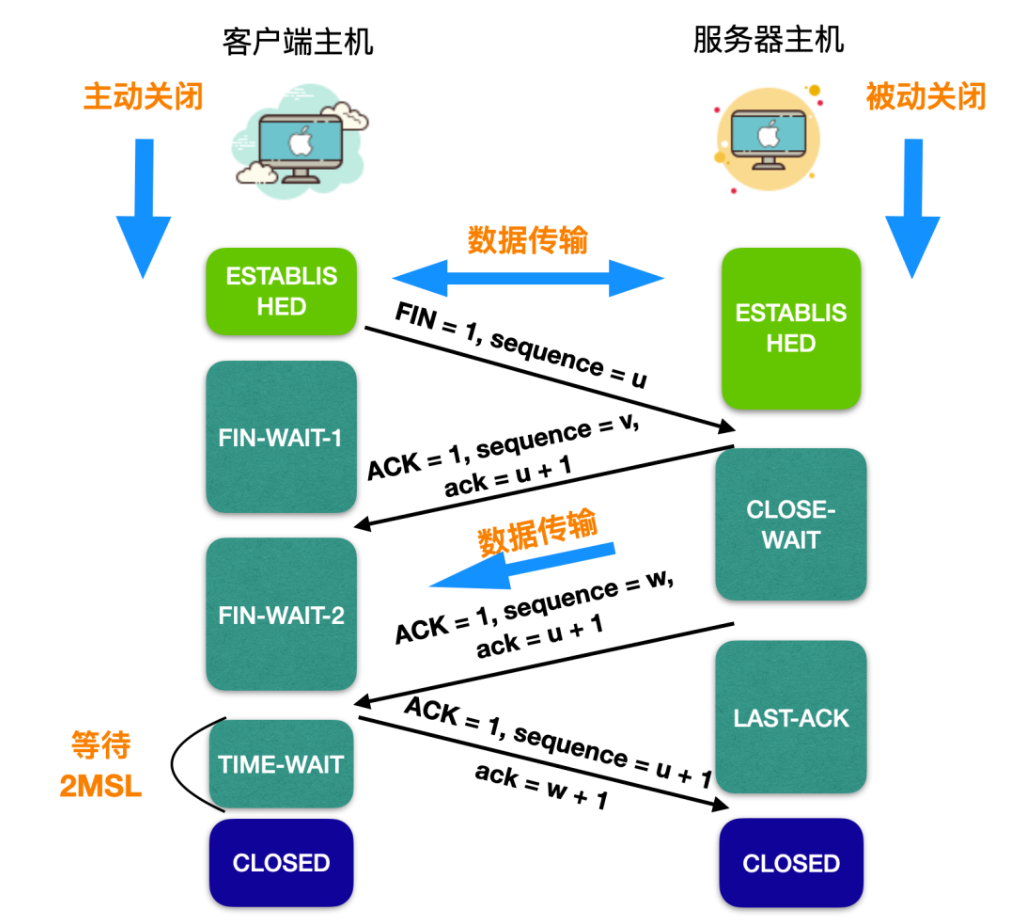 客户端主机
服务器主机
主动关闭
被动关闭
数据传输
ESTABLIS
HED
ESTABLIS
HED
FIN = 1, sequence = u
FIN-WAIT-1
ACK = 1, sequence = v,
ack = u + 1
CLOSE-
WAIT
数据传输
FIN-WAIT-2
ACK = 1, sequence = w,
ack = u + 1
LAST-ACK
ACK = 1, sequence = u + 1
ack = w + 1
等待
2MSL
TIME-WAIT
CLOSED
CLOSED